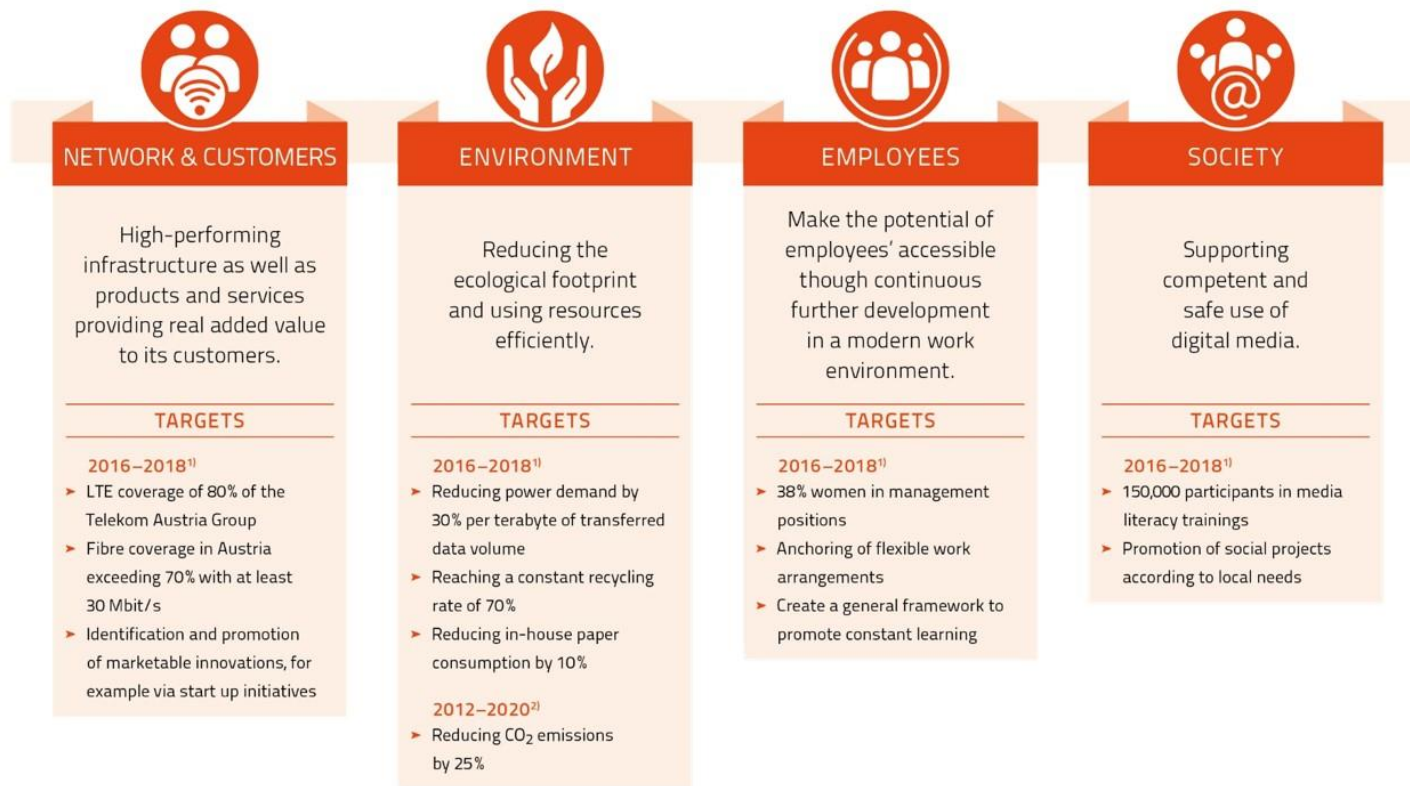 NETWORK & CUSTOMERS
High-performing
infrastructure as well as
products and services
providing real added value
to its customers.
TARGETS
2016–2018¹⁾
➤ LTE coverage of 80% of the
Telekom Austria Group
➤ Fibre coverage in Austria
exceeding 70% with at least
30 Mbit/s
➤ Identification and promotion
of marketable innovations, for
example via start up initiatives
ENVIRONMENT
Reducing the
ecological footprint
and using resources
efficiently.
TARGETS
2016–2018¹⁾
➤ Reducing power demand by
30% per terabyte of transferred
data volume
➤ Reaching a constant recycling
rate of 70%
➤ Reducing in-house paper
consumption by 10%
2012–2020²⁾
➤ Reducing CO₂ emissions
by 25%
EMPLOYEES
Make the potential of
employees’ accessible
though continuous
further development
in a modern work
environment.
TARGETS
2016–2018¹⁾
➤ 38% women in management
positions
➤ Anchoring of flexible work
arrangements
➤ Create a general framework to
promote constant learning
SOCIETY
Supporting
competent and
safe use of
digital media.
TARGETS
2016–2018¹⁾
➤ 150,000 participants in media
literacy trainings
➤ Promotion of social projects
according to local needs